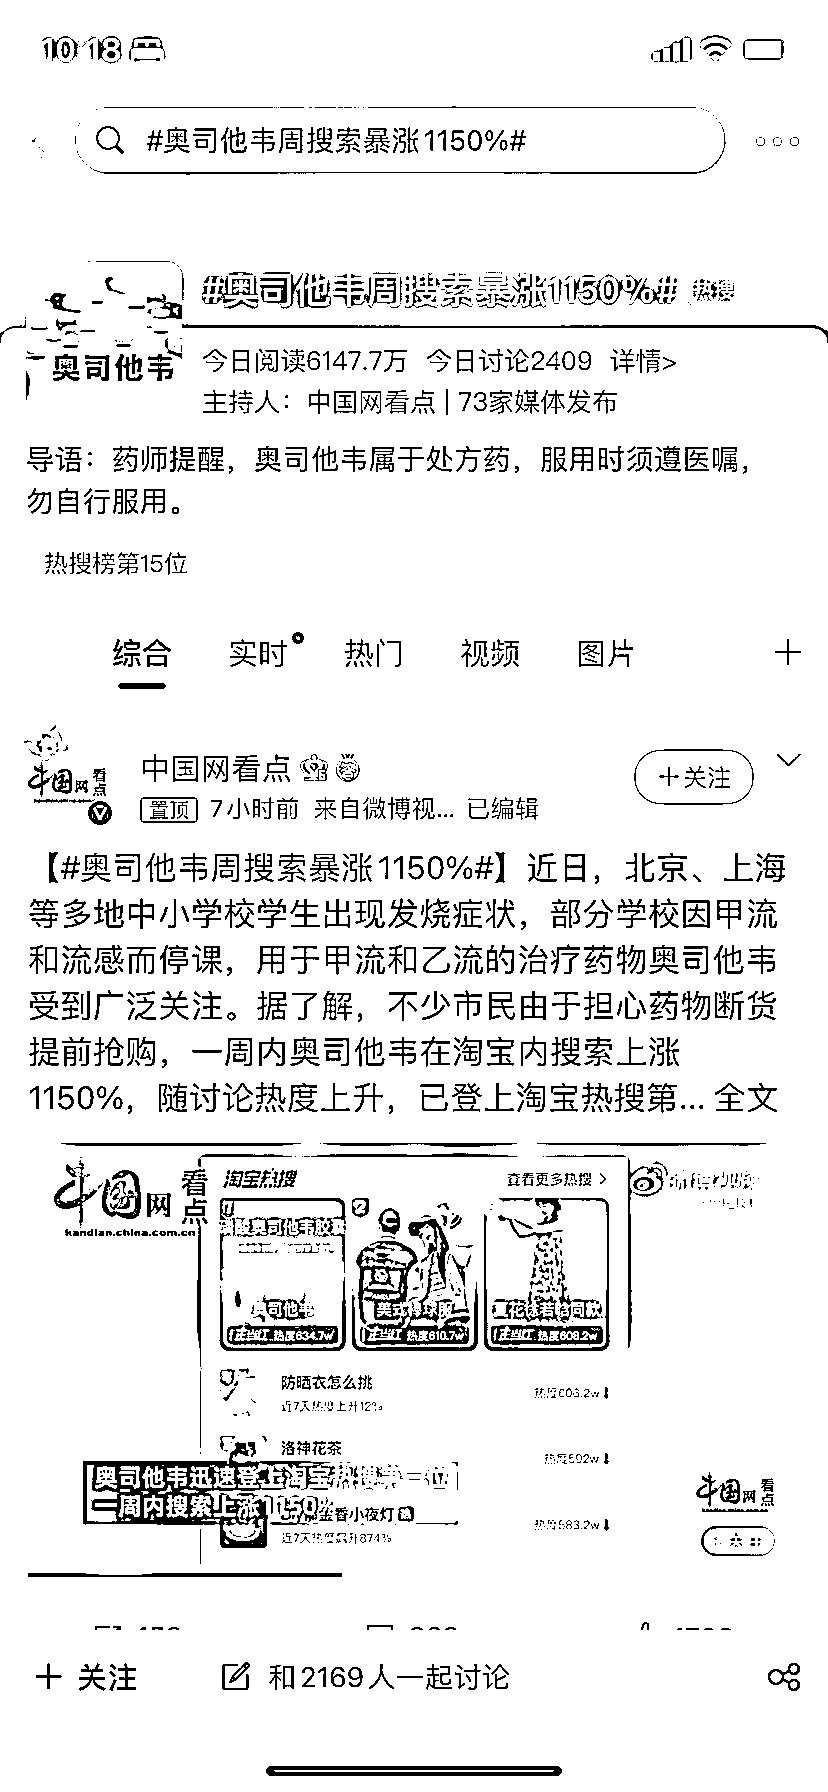 10:18
#奥司他韦周搜索暴涨1150%#
#奥司他韦周搜索暴涨1150%# 热搜
奥司他韦
今日阅读6147.7万 今日讨论2409 详情>
主持人：中国网看点 | 73家媒体发布
导语：药师提醒，奥司他韦属于处方药，服用时须遵医嘱，
勿自行服用。
热搜榜第15位
综合 实时 热门 视频 图片
中国网看点
+关注
置顶 7小时前 来自微博视... 已编辑
【#奥司他韦周搜索暴涨1150%#】近日，北京、上海
等多地中小学校学生出现发烧症状，部分学校因甲流
和流感而停课，用于甲流和乙流的治疗药物奥司他韦
受到广泛关注。据了解，不少市民由于担心药物断货
提前抢购，一周内奥司他韦在淘宝内搜索上涨
1150%，随讨论热度上升，已登上淘宝热搜第... 全文
中国网 看点
kandian.china.com.cn
淘宝热搜 查看更多热搜 >
奥司他韦
热度634.7w 热度610.7w 热度608.2w
防晒衣怎么挑
近7天热度上升12%
热度603.2w
洛神花茶
热度592w
奥司他韦迅速登上淘宝热搜第一位
一周内搜索上涨1150%
金香小夜灯
近7天热度飙升874%
热度583.2w
中国网 看点
+ 关注
和2169人一起讨论